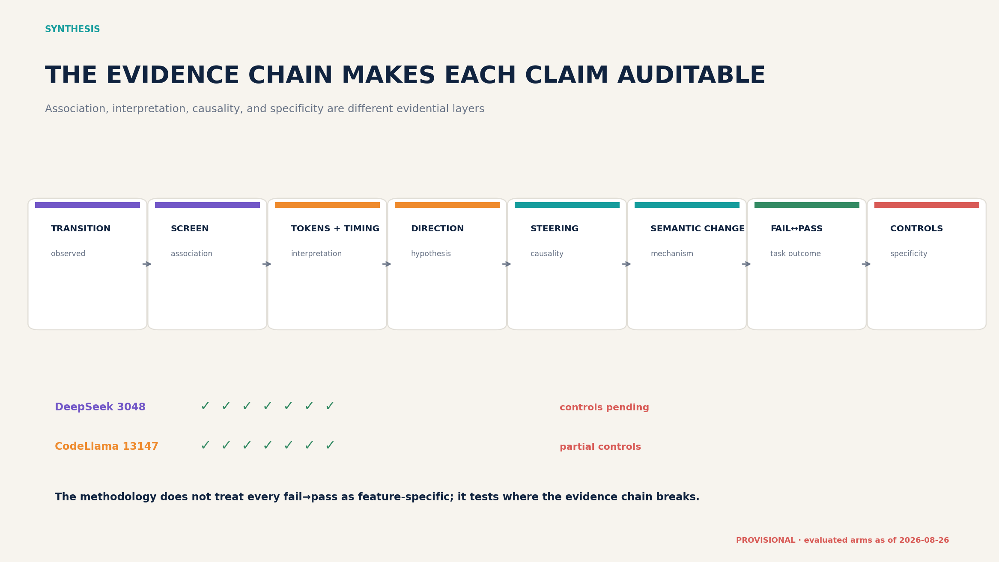 SYNTHESIS
THE EVIDENCE CHAIN MAKES EACH CLAIM AUDITABLE
Association, interpretation, causality, and specificity are different evidential layers
TRANSITION
observed
SCREEN
association
TOKENS + TIMING
interpretation
DIRECTION
hypothesis
STEERING
causality
SEMANTIC CHANGE
mechanism
FAIL↔PASS
task outcome
CONTROLS
specificity
DeepSeek 3048 ✓ ✓ ✓ ✓ ✓ ✓ ✓ controls pending
CodeLlama 13147 ✓ ✓ ✓ ✓ ✓ ✓ ✓ partial controls
The methodology does not treat every fail→pass as feature-specific; it tests where the evidence chain breaks.
PROVISIONAL · evaluated arms as of 2026-08-26